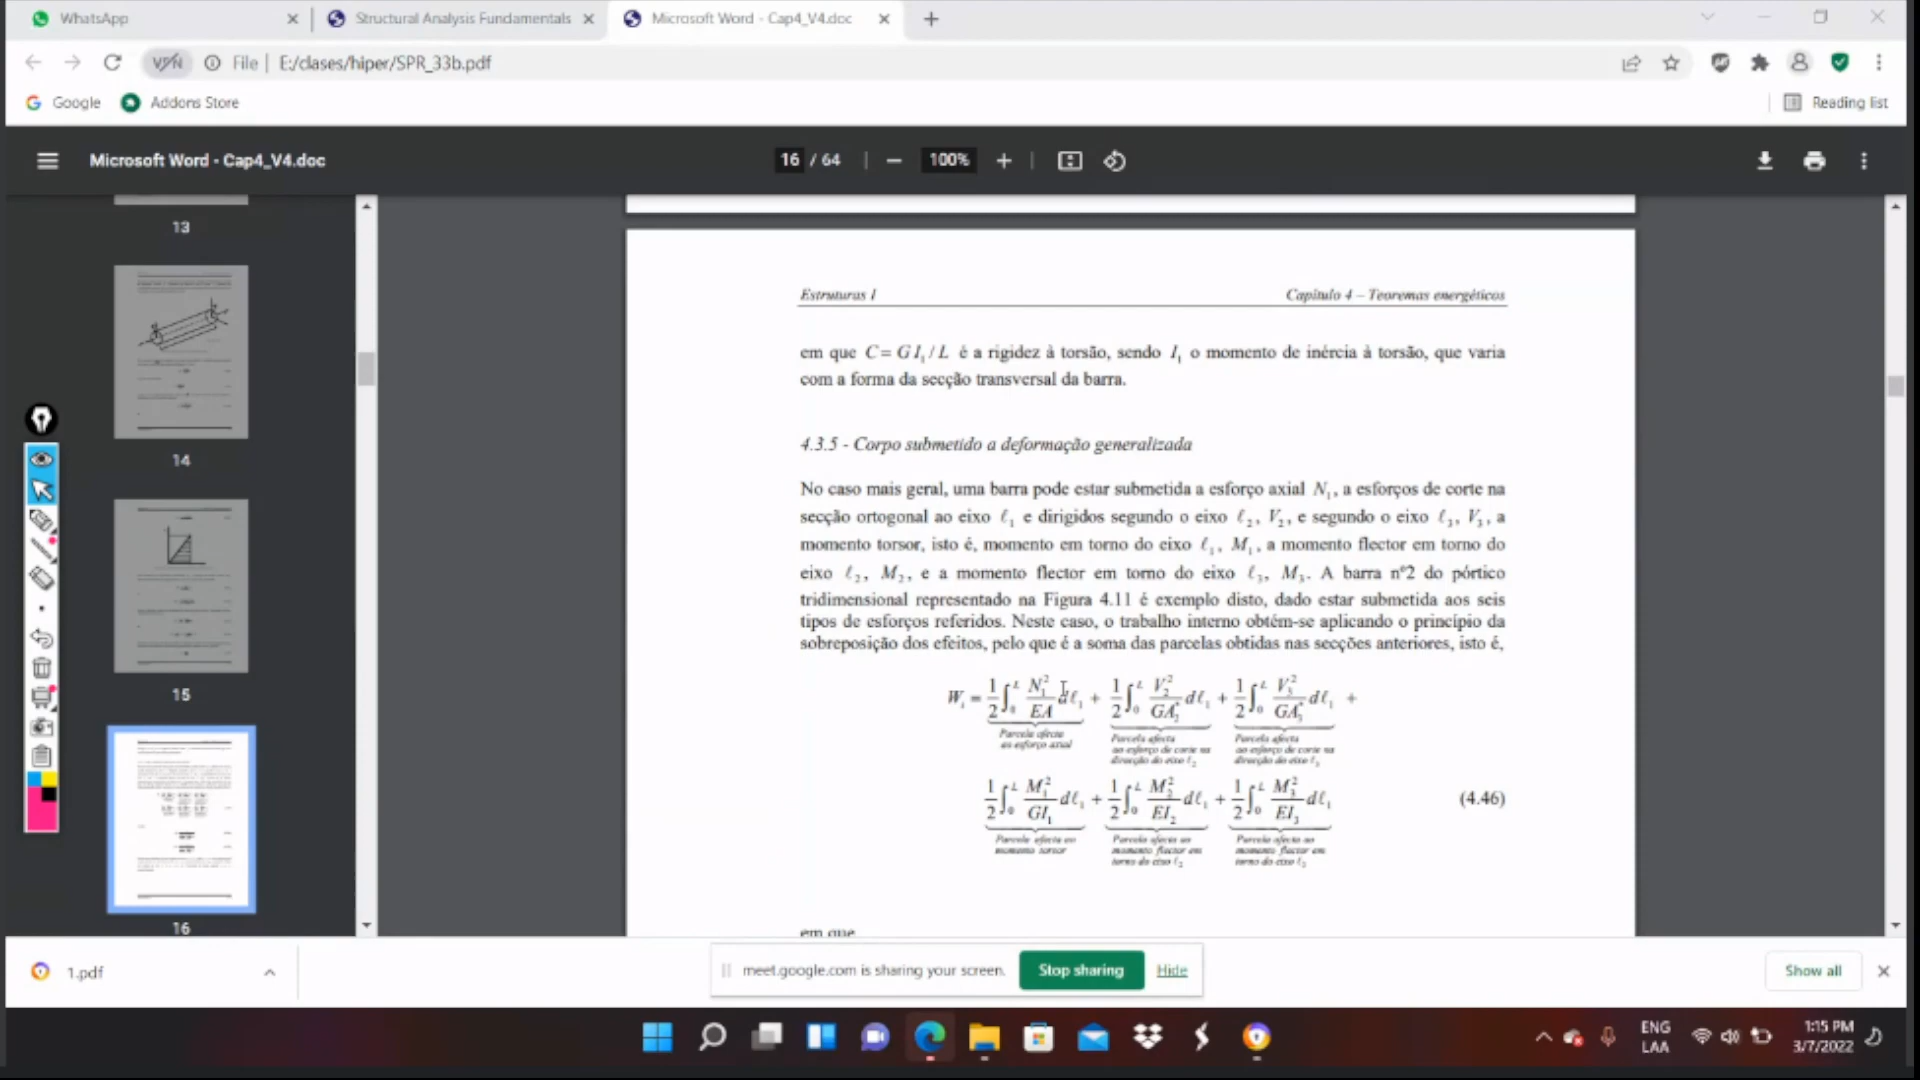 WhatsApp
Structural Analysis Fundamentals
Microsoft Word - Cap4_V4.doc
VPN
File | E:/clases/hiper/SPR_33b.pdf
Google
Addons Store
Reading list
Microsoft Word - Cap4_V4.doc
16 / 64
100%
13
14
15
16
Estruturas I
Capítulo 4 – Teoremas energéticos
em que C = G I₁ / L é a rigidez à torsão, sendo I₁ o momento de inércia à torsão, que varia
com a forma da secção transversal da barra.
4.3.5 - Corpo submetido a deformação generalizada
No caso mais geral, uma barra pode estar submetida a esforço axial N₁, a esforços de corte na
secção ortogonal ao eixo ℓ₁ e dirigidos segundo o eixo ℓ₂, V₂, e segundo o eixo ℓ₃, V₃, a
momento torsor, isto é, momento em torno do eixo ℓ₁, M₁, a momento flector em torno do
eixo ℓ₂, M₂, e a momento flector em torno do eixo ℓ₃, M₃. A barra nº2 do pórtico
tridimensional representado na Figura 4.11 é exemplo disto, dado estar submetida aos seis
tipos de esforços referidos. Neste caso, o trabalho interno obtém-se aplicando o princípio da
sobreposição dos efeitos, pelo que é a soma das parcelas obtidas nas secções anteriores, isto é,
Wᵢ = 1/2 ∫₀ᴸ N₁²/EA dℓ₁ + 1/2 ∫₀ᴸ V₂²/GA₂* dℓ₁ + 1/2 ∫₀ᴸ V₃²/GA₃* dℓ₁ +
Parcela afecta
ao esforço axial
Parcela afecta
ao esforço de corte na
direcção do eixo ℓ₂
Parcela afecta
ao esforço de corte na
direcção do eixo ℓ₃
1/2 ∫₀ᴸ M₁²/GI₁ dℓ₁ + 1/2 ∫₀ᴸ M₂²/EI₂ dℓ₁ + 1/2 ∫₀ᴸ M₃²/EI₃ dℓ₁
(4.46)
Parcela afecta ao
momento torsor
Parcela afecta ao
momento flector em
torno do eixo ℓ₂
Parcela afecta ao
momento flector em
torno do eixo ℓ₃
em que
1.pdf
meet.google.com is sharing your screen.
Stop sharing
Hide
Show all
ENG
LAA
1:15 PM
3/7/2022